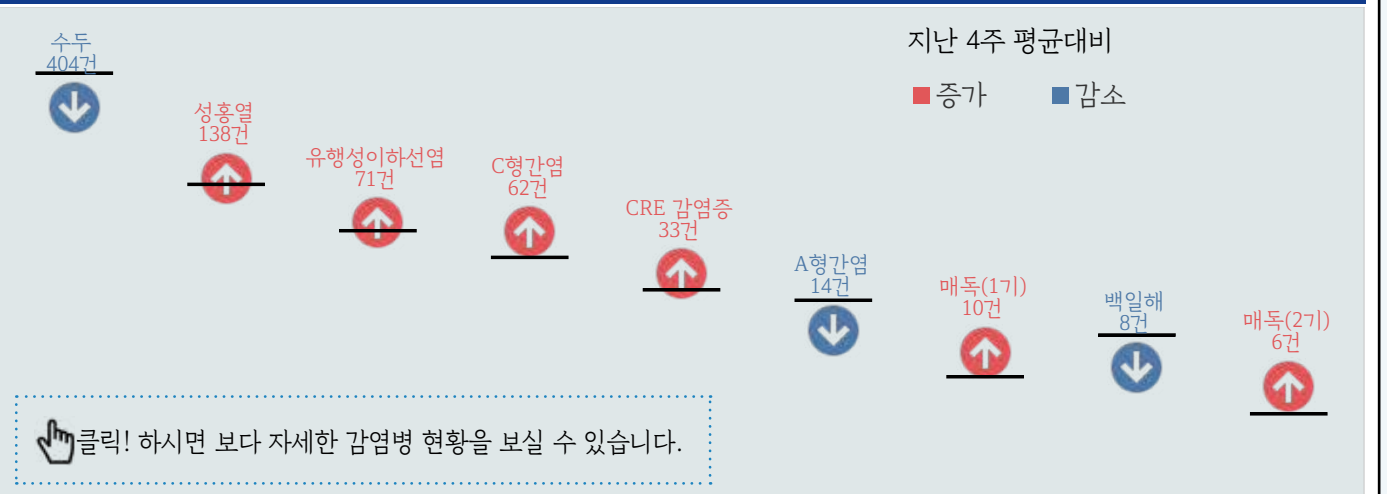 수두
404건
성홍열
138건
유행성이하선염
71건
C형간염
62건
CRE 감염증
33건
A형간염
14건
매독(1기)
10건
백일해
8건
매독(2기)
6건
지난 4주 평균대비
증가
감소
클릭! 하시면 보다 자세한 감염병 현황을 보실 수 있습니다.